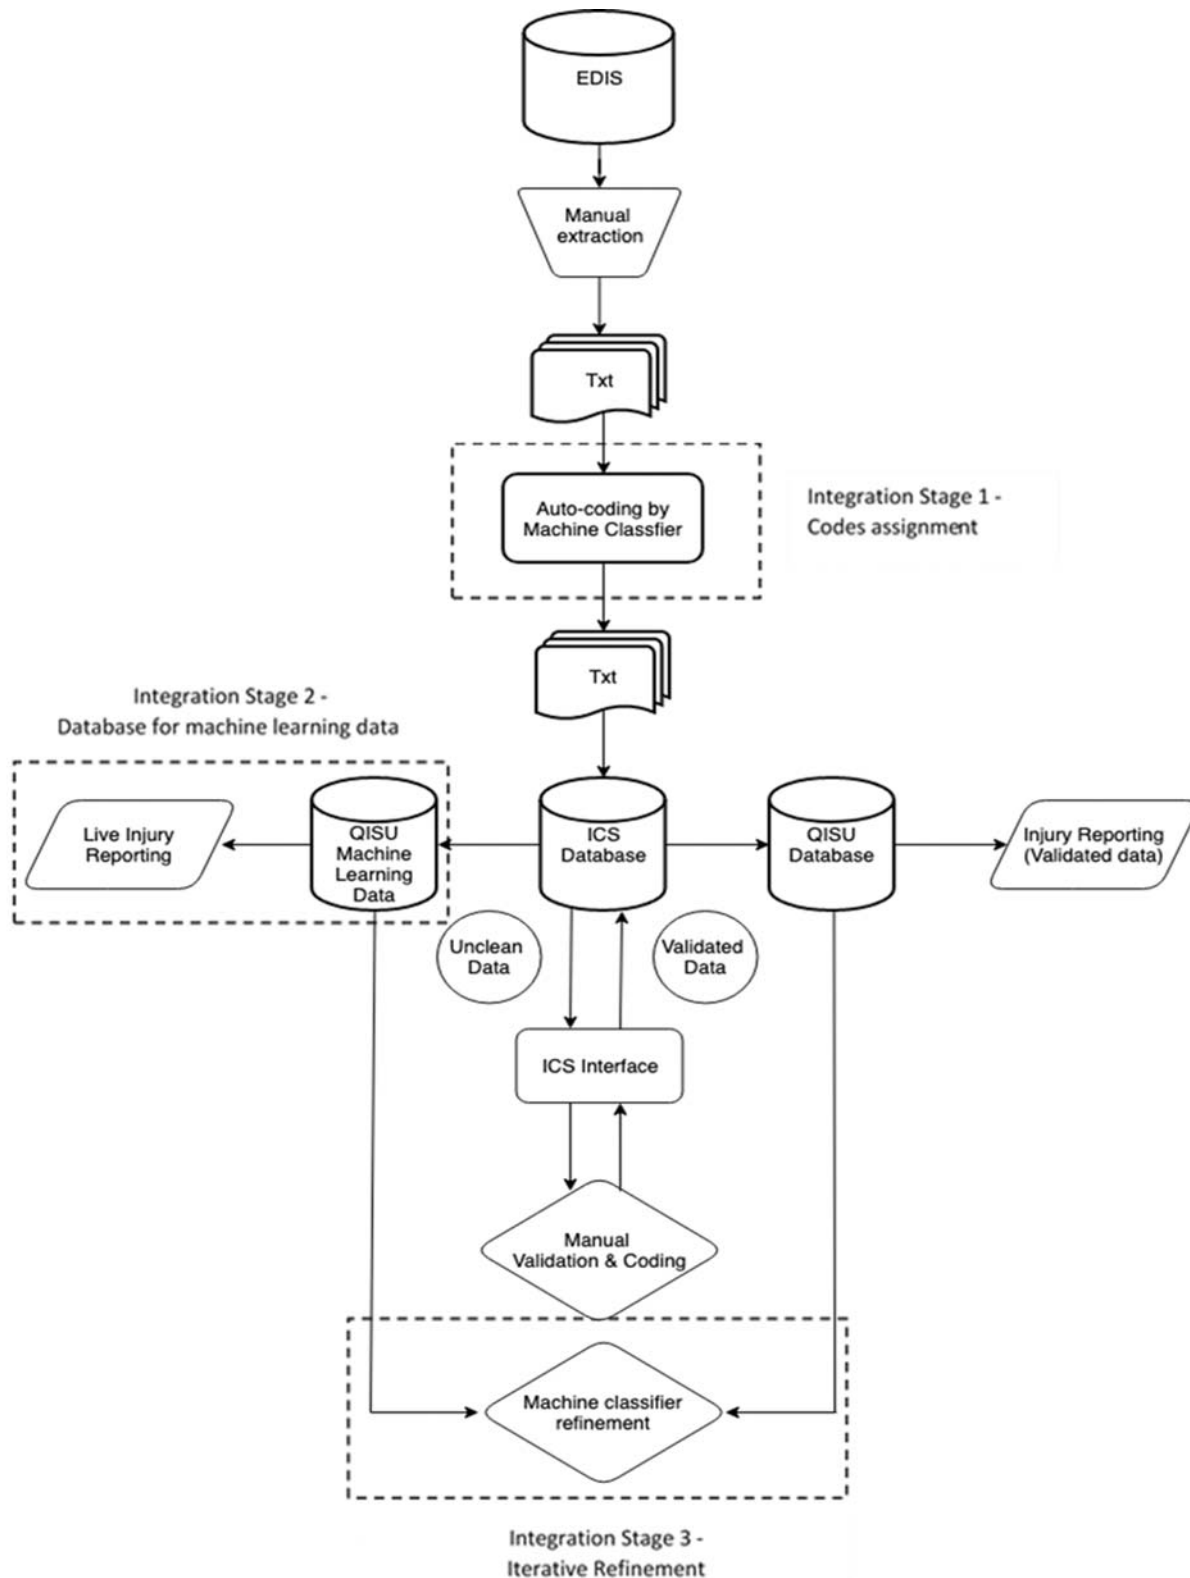 EDIS
Manual
extraction
Txt
Auto-coding by
Machine Classfier
Integration Stage 1 -
Codes assignment
Txt
Integration Stage 2 -
Database for machine learning data
Live Injury
Reporting
QISU
Machine
Learning
Data
ICS
Database
QISU
Database
Injury Reporting
(Validated data)
Unclean
Data
Validated
Data
ICS Interface
Manual
Validation & Coding
Machine classifier
refinement
Integration Stage 3 -
Iterative Refinement